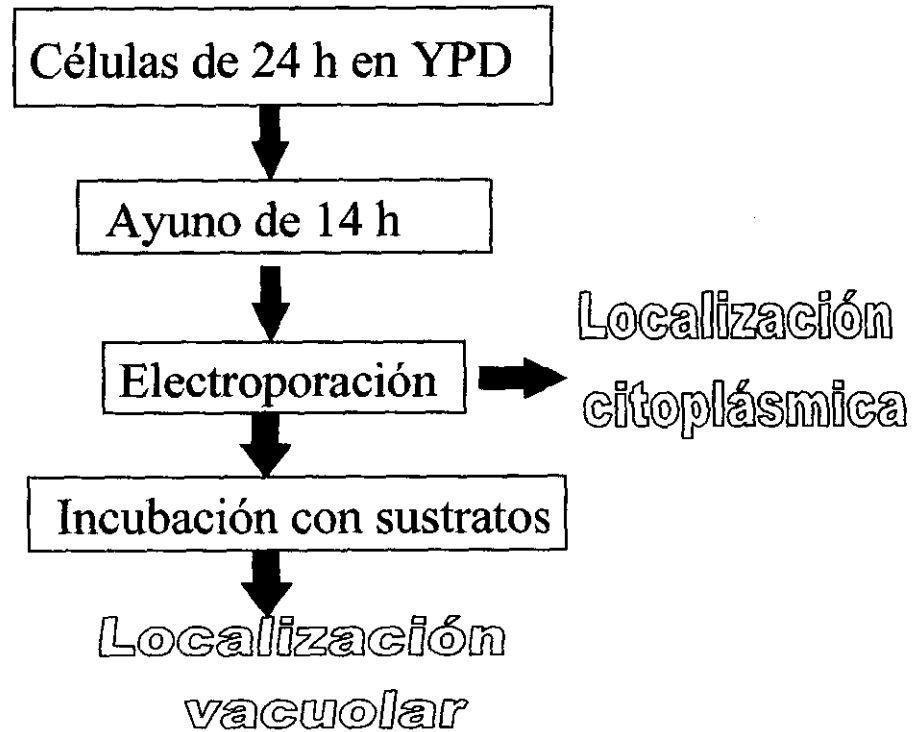 Células de 24 h en YPD
Ayuno de 14 h
Electroporación
Localización
citoplásmica
Incubación con sustratos
Localización
vacuolar